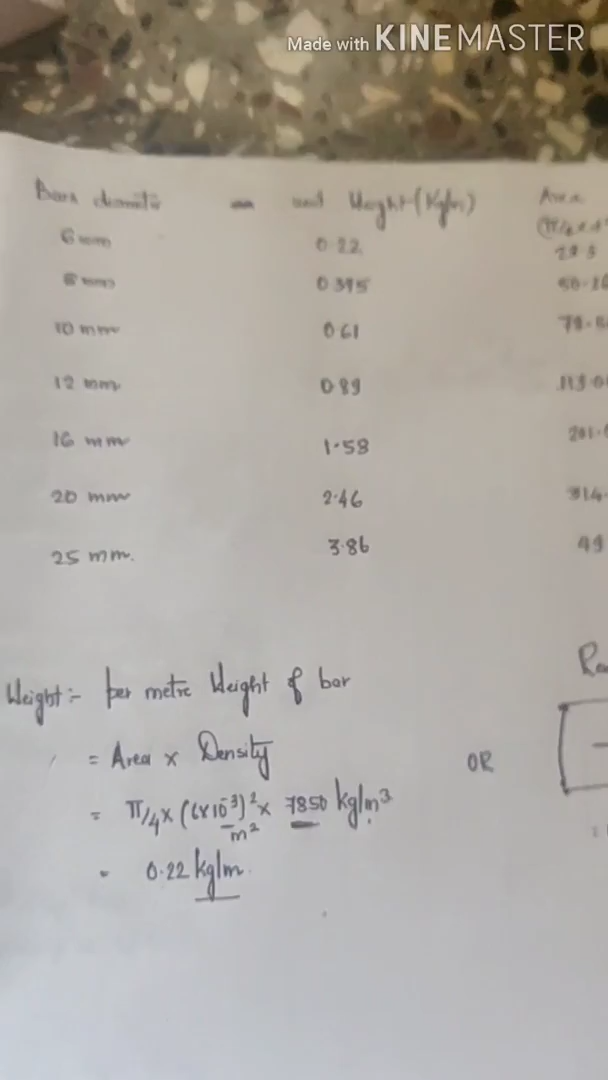 Made with KINEMASTER
Bars diameter — unit Weight (Kg/m) Area
6 mm 0.22
8 mm 0.395
10 mm 0.61
12 mm 0.89
16 mm 1.58
20 mm 2.46
25 mm. 3.86
Weight:- per metre Weight of bar
= Area x Density OR
= π/4 x (6x10⁻³)² x 7850 kg/m³
m²
= 0.22 kg/m